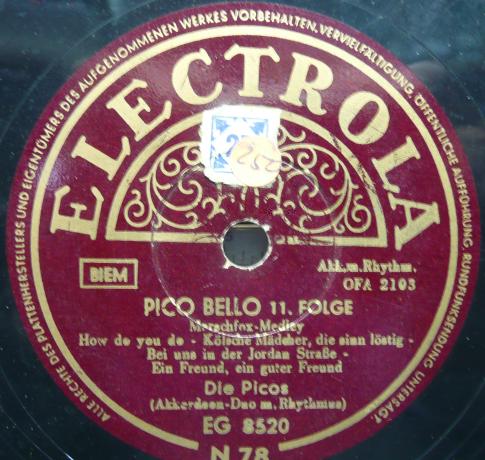 ALLE RECHTE DES PLATTENHERSTELLERS UND EIGENTÜMERS DES AUFGENOMMENEN WERKES VORBEHALTEN. VERVIELFÄLTIGUNG, ÖFFENTLICHE AUFFÜHRUNG, RUNDFUNKSENDUNG UNTERSAGT.
ELECTROLA
BIEM
Akk.m.Rhythm.
OFA 2103
PICO BELLO 11. FOLGE
Marschfox-Medley
How do you do - Kölsche Mädcher, die sinn löstig -
Bei uns in der Jordan Straße -
Ein Freund, ein guter Freund
Die Picos
(Akkordeon-Duo m. Rhythmus)
EG 8520
N 78